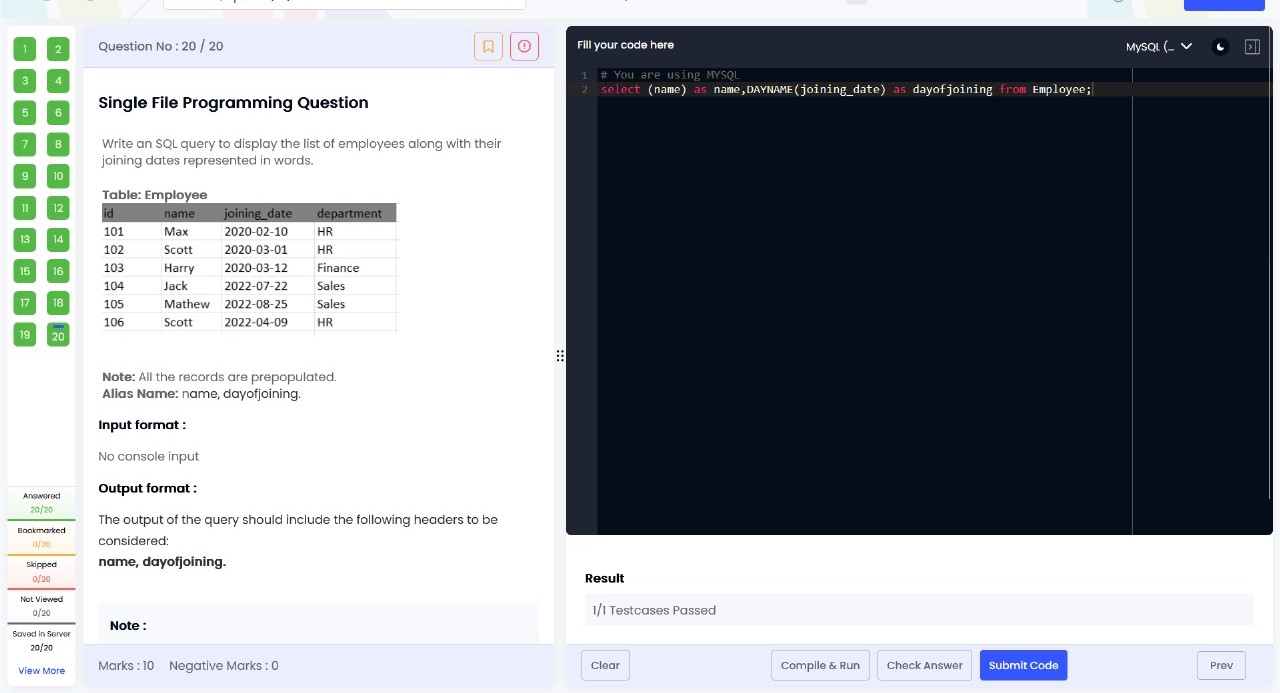 1 2
3 4
5 6
7 8
9 10
11 12
13 14
15 16
17 18
19 20
Answered
20/20
Bookmarked
0/20
Skipped
0/20
Not Viewed
0/20
Saved in Server
20/20
View More
Question No : 20 / 20
Single File Programming Question
Write an SQL query to display the list of employees along with their
joining dates represented in words.
Table: Employee
id name joining_date department
101 Max 2020-02-10 HR
102 Scott 2020-03-01 HR
103 Harry 2020-03-12 Finance
104 Jack 2022-07-22 Sales
105 Mathew 2022-08-25 Sales
106 Scott 2022-04-09 HR
Note: All the records are prepopulated.
Alias Name: name, dayofjoining.
Input format :
No console input
Output format :
The output of the query should include the following headers to be
considered:
name, dayofjoining.
Note :
Marks : 10 Negative Marks : 0
Fill your code here
MySQL (...
1 # You are using MYSQL
2 select (name) as name,DAYNAME(joining_date) as dayofjoining from Employee;
Result
1/1 Testcases Passed
Clear Compile & Run Check Answer Submit Code Prev